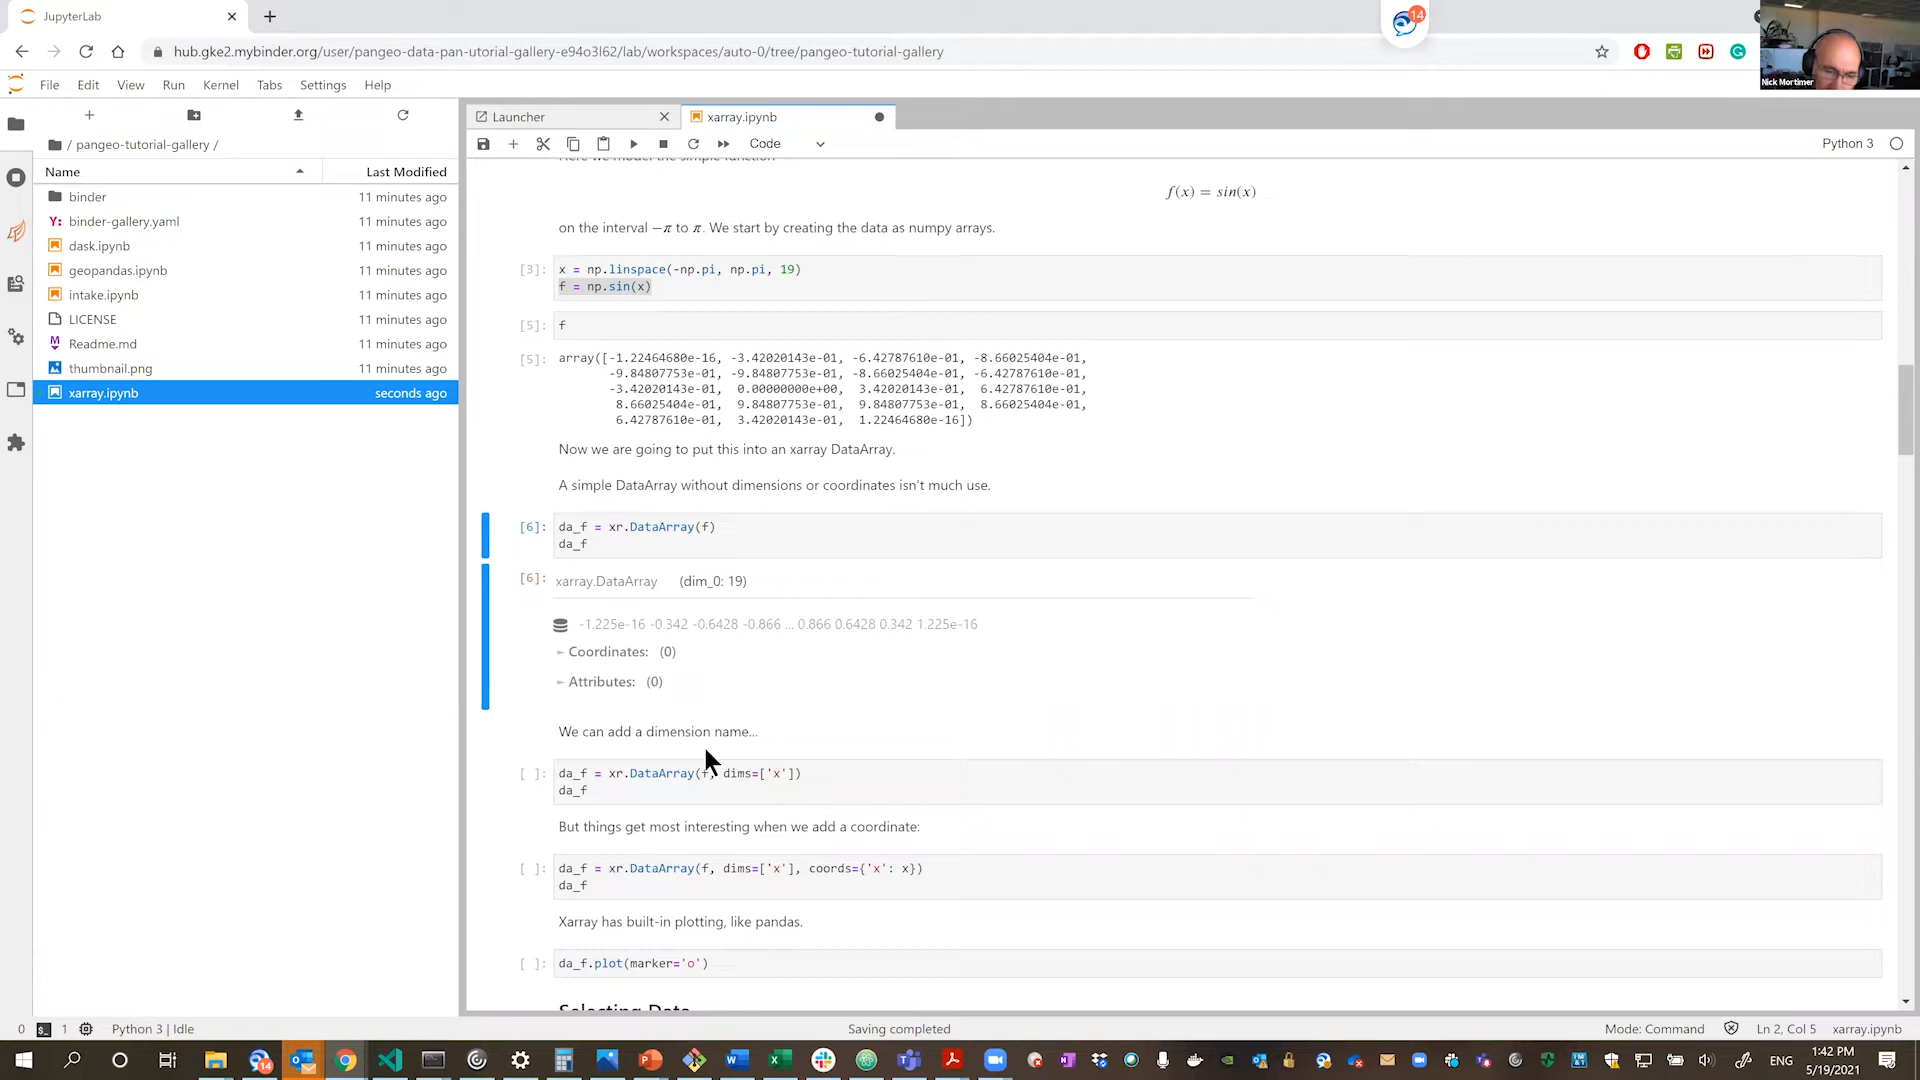 JupyterLab
14
hub.gke2.mybinder.org/user/pangeo-data-pan-utorial-gallery-e94o3l62/lab/workspaces/auto-0/tree/pangeo-tutorial-gallery
Nick Mortimer
File Edit View Run Kernel Tabs Settings Help
Launcher
xarray.ipynb
/ pangeo-tutorial-gallery /
Code
Python 3
Name Last Modified
binder 11 minutes ago
Y: binder-gallery.yaml 11 minutes ago
dask.ipynb 11 minutes ago
geopandas.ipynb 11 minutes ago
intake.ipynb 11 minutes ago
LICENSE 11 minutes ago
Readme.md 11 minutes ago
thumbnail.png 11 minutes ago
xarray.ipynb seconds ago
Here we model the simple function
f(x) = sin(x)
on the interval −π to π. We start by creating the data as numpy arrays.
[3]: x = np.linspace(-np.pi, np.pi, 19)
f = np.sin(x)
[5]: f
[5]: array([-1.22464680e-16, -3.42020143e-01, -6.42787610e-01, -8.66025404e-01,
-9.84807753e-01, -9.84807753e-01, -8.66025404e-01, -6.42787610e-01,
-3.42020143e-01, 0.00000000e+00, 3.42020143e-01, 6.42787610e-01,
8.66025404e-01, 9.84807753e-01, 9.84807753e-01, 8.66025404e-01,
6.42787610e-01, 3.42020143e-01, 1.22464680e-16])
Now we are going to put this into an xarray DataArray.
A simple DataArray without dimensions or coordinates isn't much use.
[6]: da_f = xr.DataArray(f)
da_f
[6]: xarray.DataArray (dim_0: 19)
-1.225e-16 -0.342 -0.6428 -0.866 ... 0.866 0.6428 0.342 1.225e-16
Coordinates: (0)
Attributes: (0)
We can add a dimension name...
[ ]: da_f = xr.DataArray(f, dims=['x'])
da_f
But things get most interesting when we add a coordinate:
[ ]: da_f = xr.DataArray(f, dims=['x'], coords={'x': x})
da_f
Xarray has built-in plotting, like pandas.
[ ]: da_f.plot(marker='o')
Selecting Data
0 1 Python 3 | Idle Saving completed Mode: Command Ln 2, Col 5 xarray.ipynb
14
ENG
1:42 PM
5/19/2021